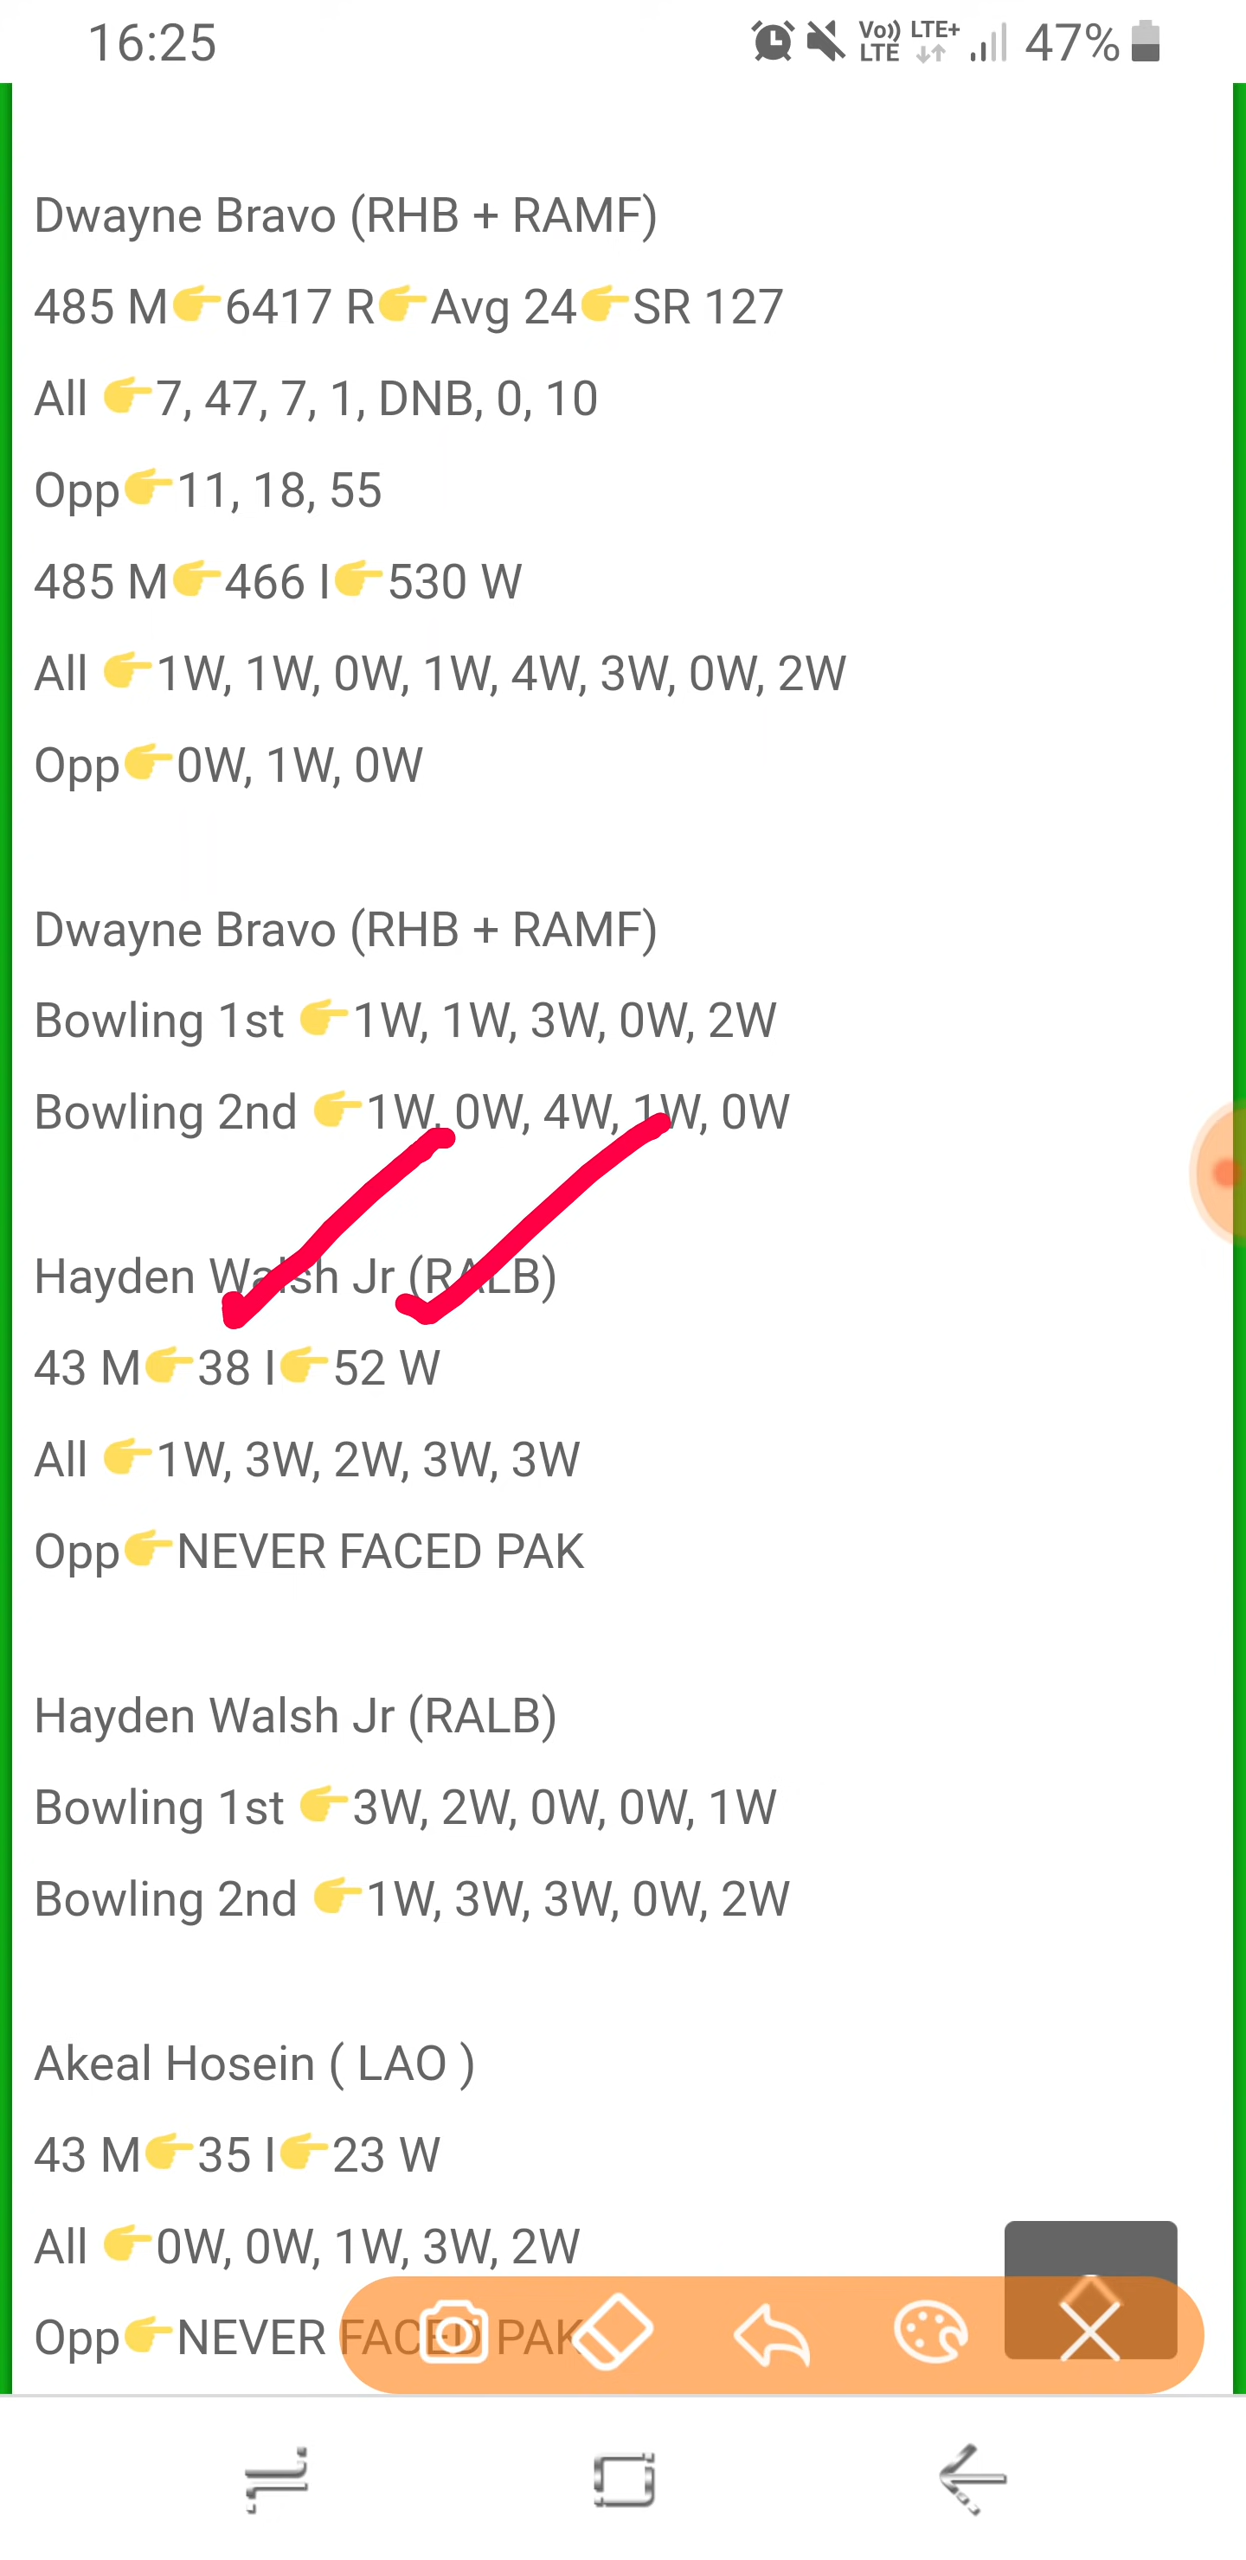 16:25 Vo)) LTE LTE+ 47%
Dwayne Bravo (RHB + RAMF)
485 M👉6417 R👉Avg 24👉SR 127
All 👉7, 47, 7, 1, DNB, 0, 10
Opp👉11, 18, 55
485 M👉466 I👉530 W
All 👉1W, 1W, 0W, 1W, 4W, 3W, 0W, 2W
Opp👉0W, 1W, 0W
Dwayne Bravo (RHB + RAMF)
Bowling 1st 👉1W, 1W, 3W, 0W, 2W
Bowling 2nd 👉1W, 0W, 4W, 1W, 0W
Hayden Walsh Jr (RALB)
43 M👉38 I👉52 W
All 👉1W, 3W, 2W, 3W, 3W
Opp👉NEVER FACED PAK
Hayden Walsh Jr (RALB)
Bowling 1st 👉3W, 2W, 0W, 0W, 1W
Bowling 2nd 👉1W, 3W, 3W, 0W, 2W
Akeal Hosein ( LAO )
43 M👉35 I👉23 W
All 👉0W, 0W, 1W, 3W, 2W
Opp👉NEVER FACED PAK